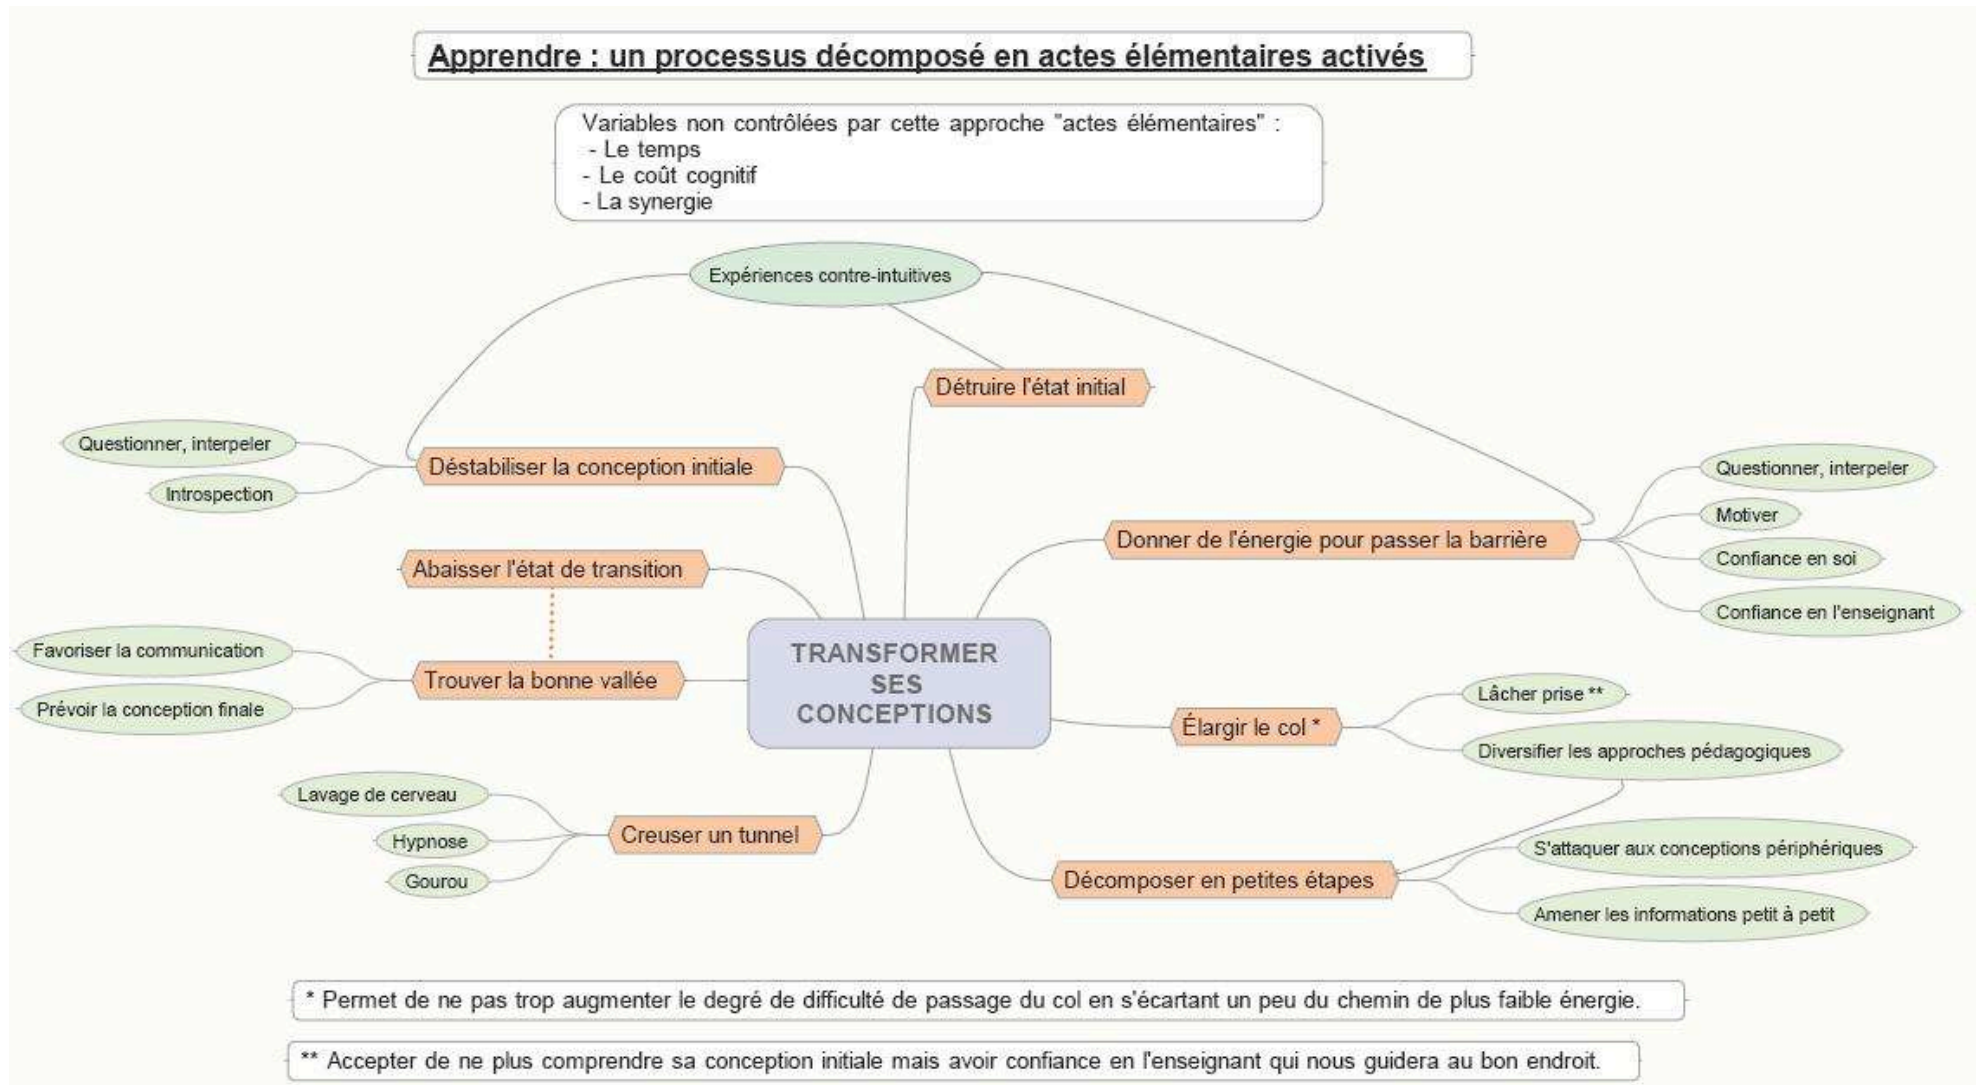 Apprendre : un processus décomposé en actes élémentaires activés
Variables non contrôlées par cette approche "actes élémentaires" :
- Le temps
- Le coût cognitif
- La synergie
Expériences contre-intuitives
Détruire l'état initial
Questionner, interpeler
Introspection
Déstabiliser la conception initiale
Abaisser l'état de transition
Favoriser la communication
Prévoir la conception finale
Trouver la bonne vallée
Lavage de cerveau
Hypnose
Gourou
Creuser un tunnel
TRANSFORMER
SES
CONCEPTIONS
Donner de l'énergie pour passer la barrière
Questionner, interpeler
Motiver
Confiance en soi
Confiance en l'enseignant
Élargir le col *
Lâcher prise **
Diversifier les approches pédagogiques
Décomposer en petites étapes
S'attaquer aux conceptions périphériques
Amener les informations petit à petit
* Permet de ne pas trop augmenter le degré de difficulté de passage du col en s'écartant un peu du chemin de plus faible énergie.
** Accepter de ne plus comprendre sa conception initiale mais avoir confiance en l'enseignant qui nous guidera au bon endroit.